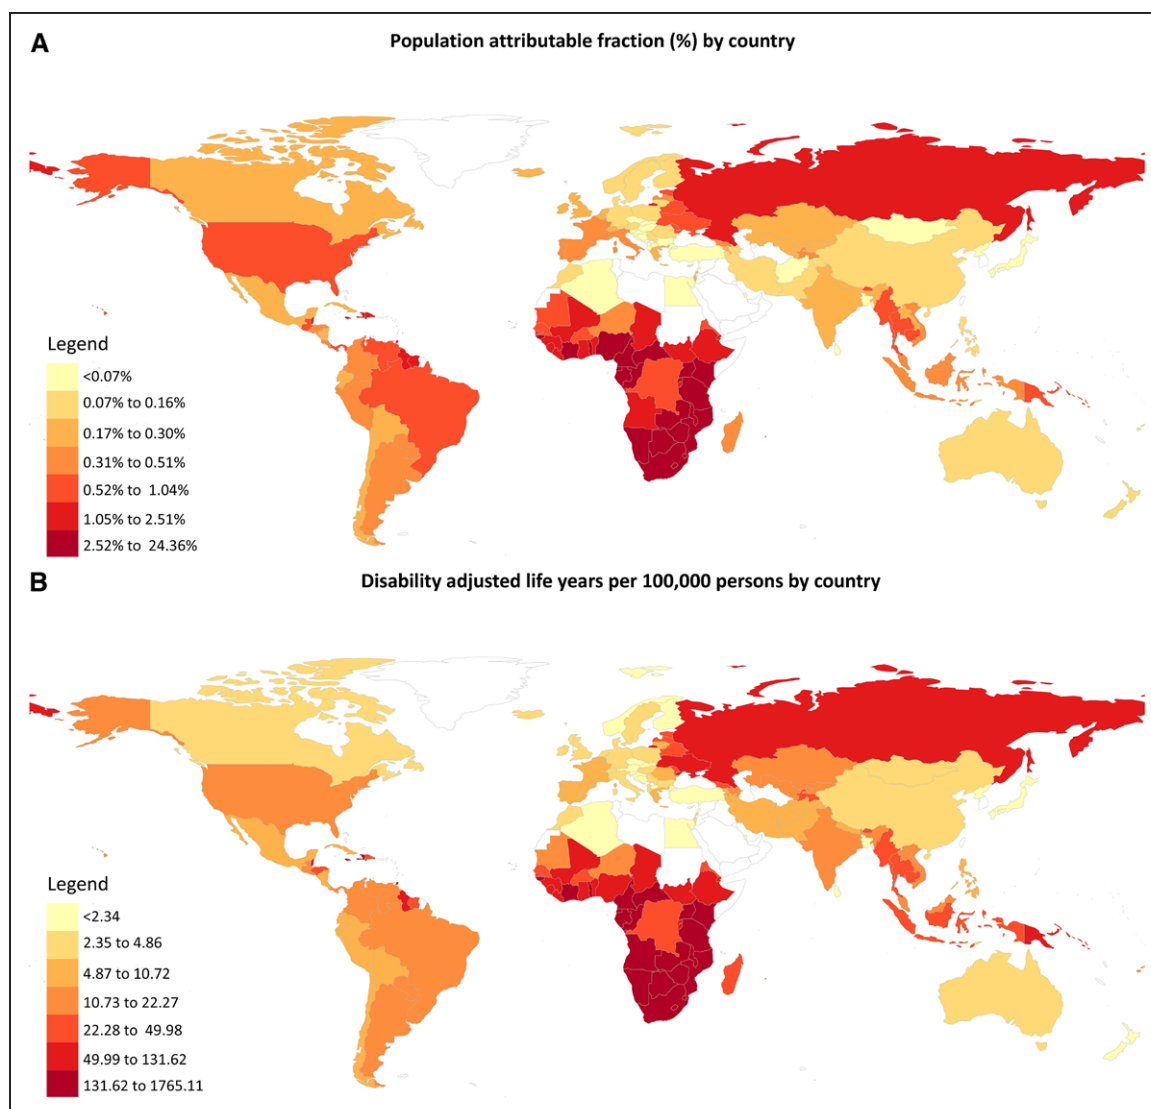 A
Population attributable fraction (%) by country
Legend
<0.07%
0.07% to 0.16%
0.17% to 0.30%
0.31% to 0.51%
0.52% to 1.04%
1.05% to 2.51%
2.52% to 24.36%
B
Disability adjusted life years per 100,000 persons by country
Legend
<2.34
2.35 to 4.86
4.87 to 10.72
10.73 to 22.27
22.28 to 49.98
49.99 to 131.62
131.62 to 1765.11